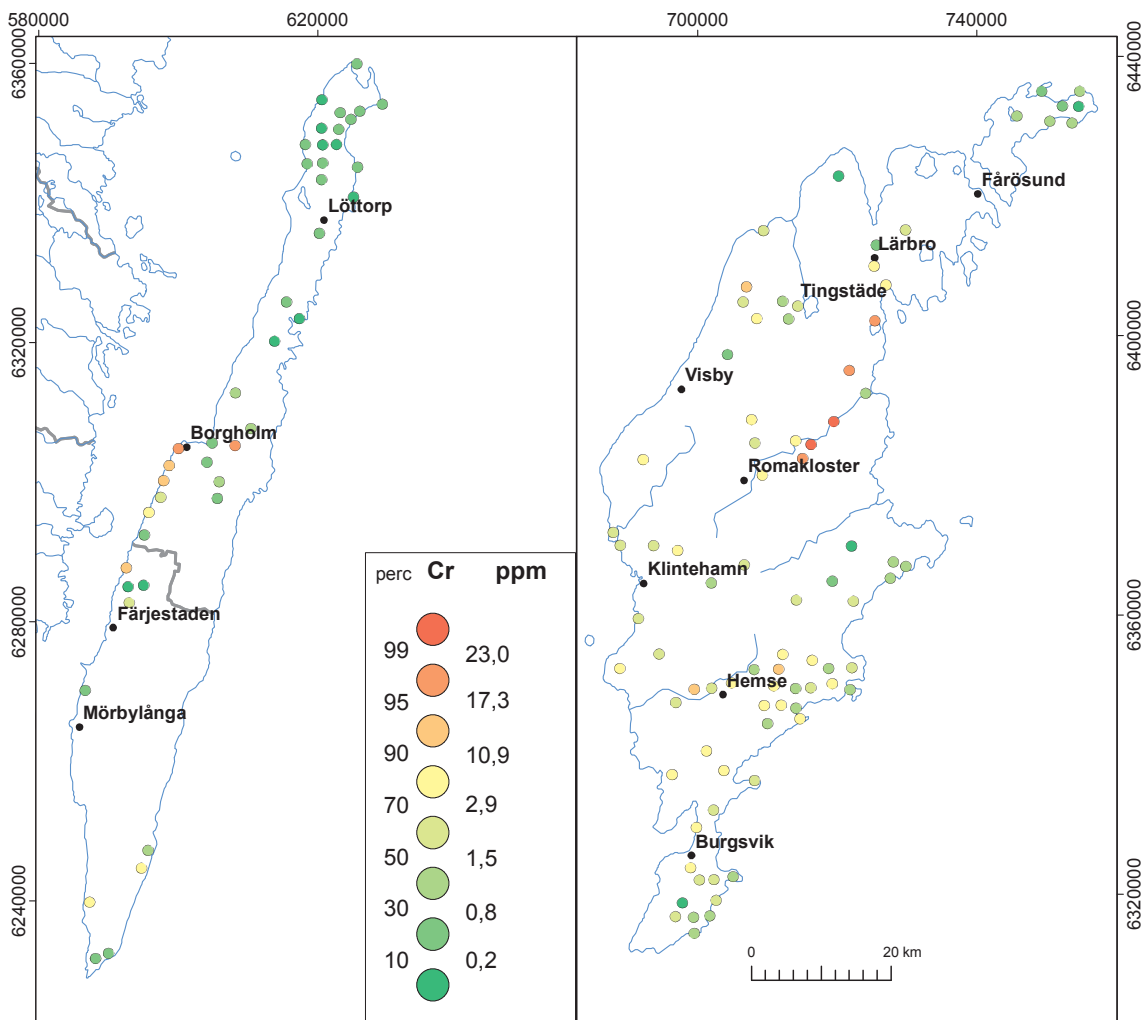 580000
620000
700000
740000
6360000
6320000
6280000
6240000
6440000
6400000
6360000
6320000
Löttorp
Borgholm
Färjestaden
Mörbylånga
Fårösund
Lärbro
Tingstäde
Visby
Romakloster
Klintehamn
Hemse
Burgsvik
perc Cr ppm
99 23,0
95 17,3
90 10,9
70 2,9
50 1,5
30 0,8
10 0,2
0 20 km